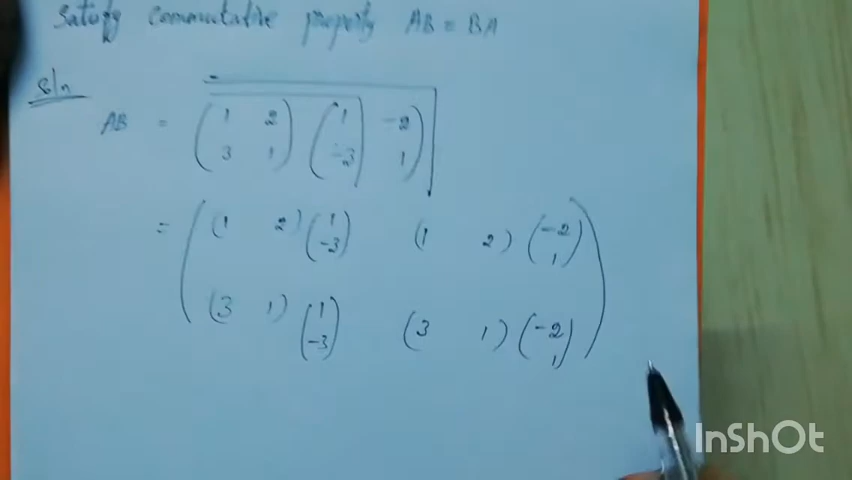 satisfy commutative property AB = BA
Soln
AB = ( 1 2 ) ( 1 -2 )
( 3 1 ) ( -3 1 )
= ( (1 2) ( 1 ) (1 2) ( -2 ) )
( -3 ) ( 1 )
(3 1) ( 1 ) (3 1) ( -2 )
( -3 ) ( 1 )
InShOt